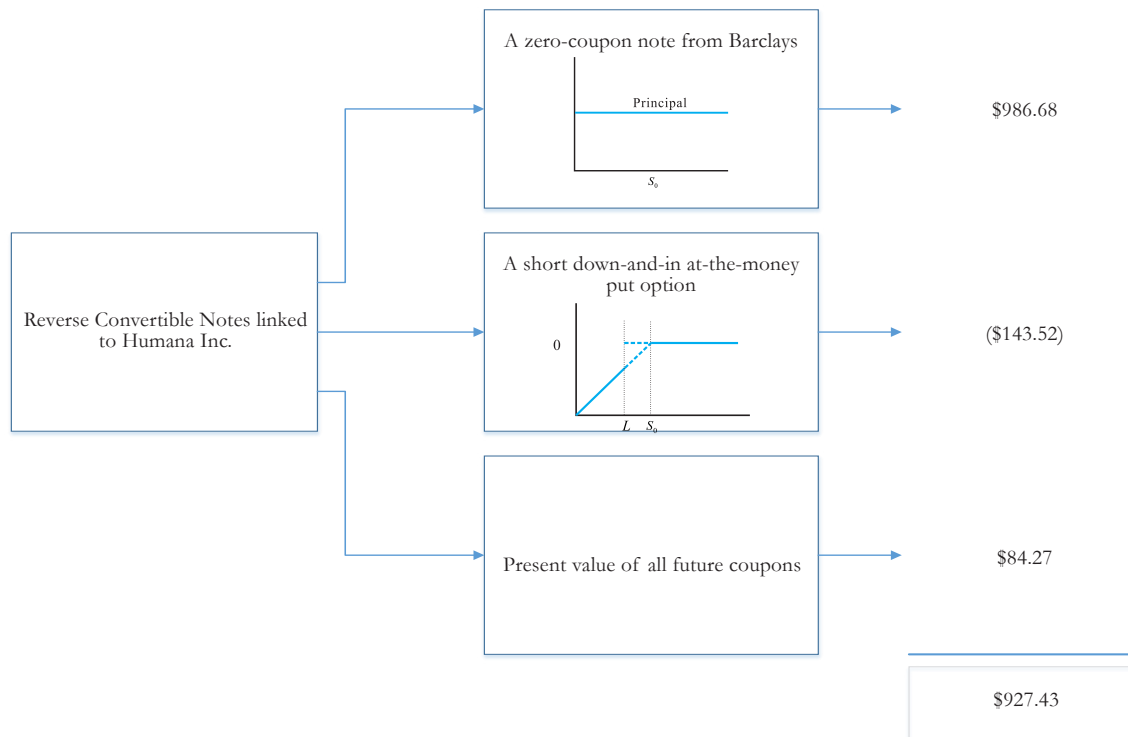 A zero-coupon note from Barclays
Principal
S₀
$986.68
Reverse Convertible Notes linked
to Humana Inc.
A short down-and-in at-the-money
put option
0
L S₀
($143.52)
Present value of all future coupons
$84.27
$927.43